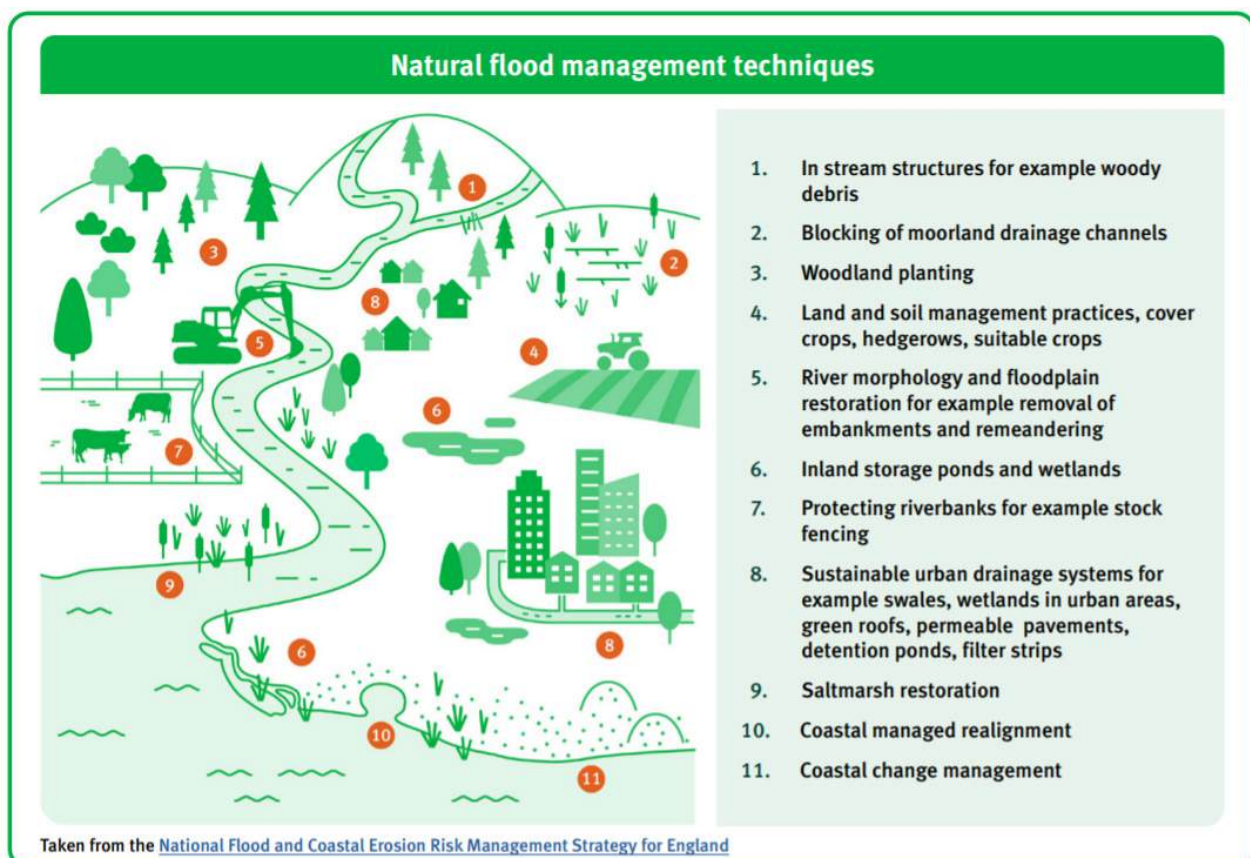 Natural flood management techniques
1
2
3
4
5
6
7
8
9
6
8
10
11
1. In stream structures for example woody
debris
2. Blocking of moorland drainage channels
3. Woodland planting
4. Land and soil management practices, cover
crops, hedgerows, suitable crops
5. River morphology and floodplain
restoration for example removal of
embankments and remeandering
6. Inland storage ponds and wetlands
7. Protecting riverbanks for example stock
fencing
8. Sustainable urban drainage systems for
example swales, wetlands in urban areas,
green roofs, permeable pavements,
detention ponds, filter strips
9. Saltmarsh restoration
10. Coastal managed realignment
11. Coastal change management
Taken from the National Flood and Coastal Erosion Risk Management Strategy for England